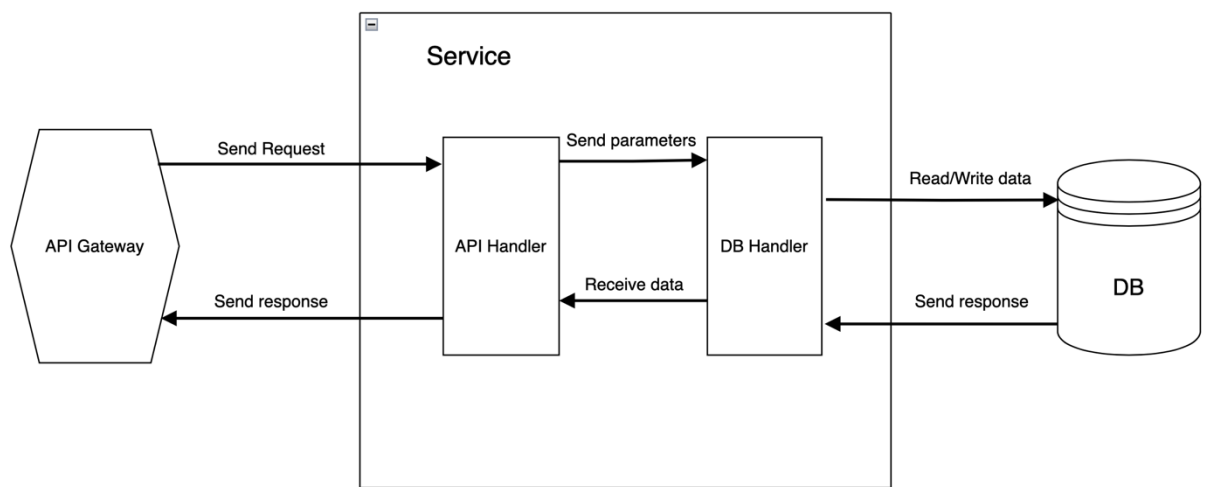 Service
Send Request
Send parameters
Read/Write data
API Gateway
API Handler
DB Handler
DB
Send response
Receive data
Send response